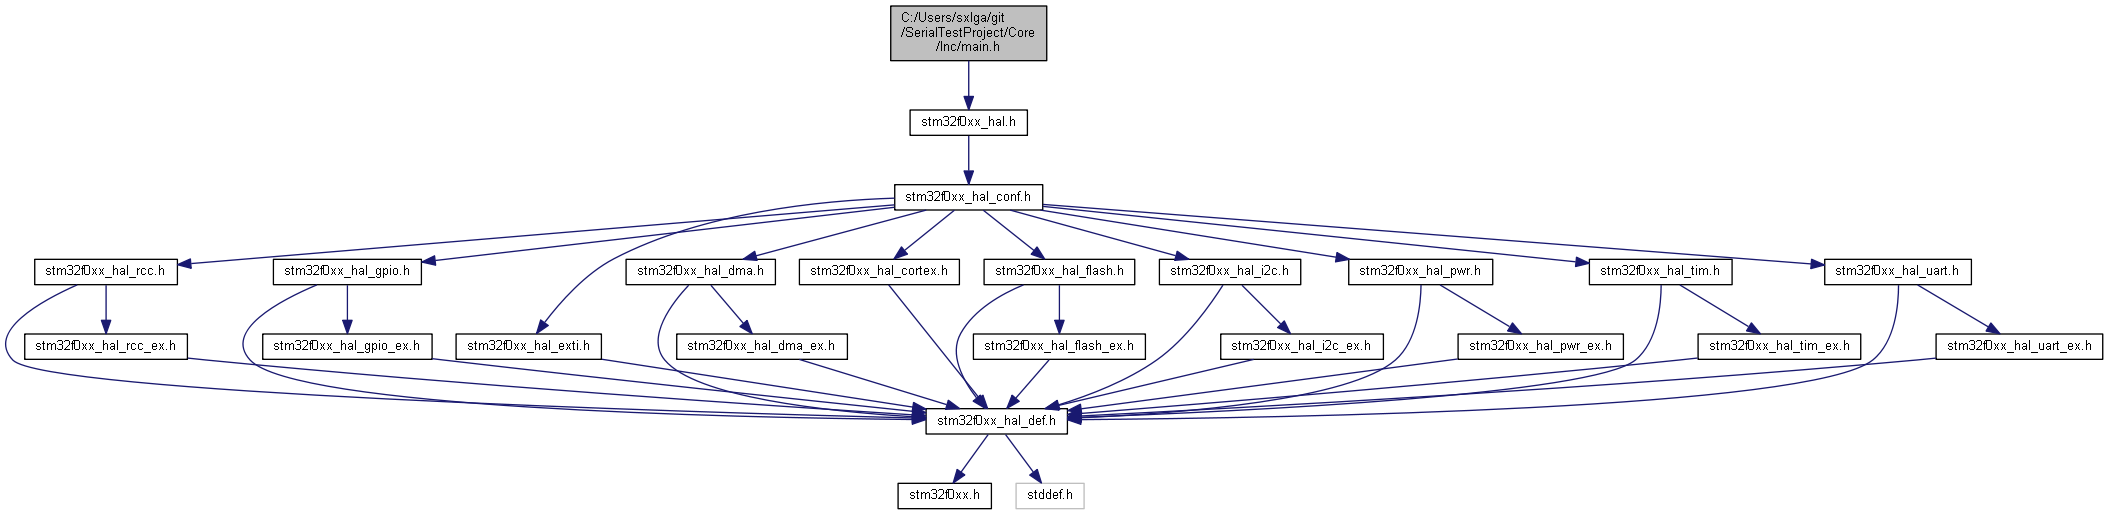 C:/Users/sxlga/git
/SerialTestProject/Core
/Inc/main.h
stm32f0xx_hal.h
stm32f0xx_hal_conf.h
stm32f0xx_hal_rcc.h
stm32f0xx_hal_gpio.h
stm32f0xx_hal_dma.h
stm32f0xx_hal_cortex.h
stm32f0xx_hal_flash.h
stm32f0xx_hal_i2c.h
stm32f0xx_hal_pwr.h
stm32f0xx_hal_tim.h
stm32f0xx_hal_uart.h
stm32f0xx_hal_rcc_ex.h
stm32f0xx_hal_gpio_ex.h
stm32f0xx_hal_exti.h
stm32f0xx_hal_dma_ex.h
stm32f0xx_hal_flash_ex.h
stm32f0xx_hal_i2c_ex.h
stm32f0xx_hal_pwr_ex.h
stm32f0xx_hal_tim_ex.h
stm32f0xx_hal_uart_ex.h
stm32f0xx_hal_def.h
stm32f0xx.h
stddef.h